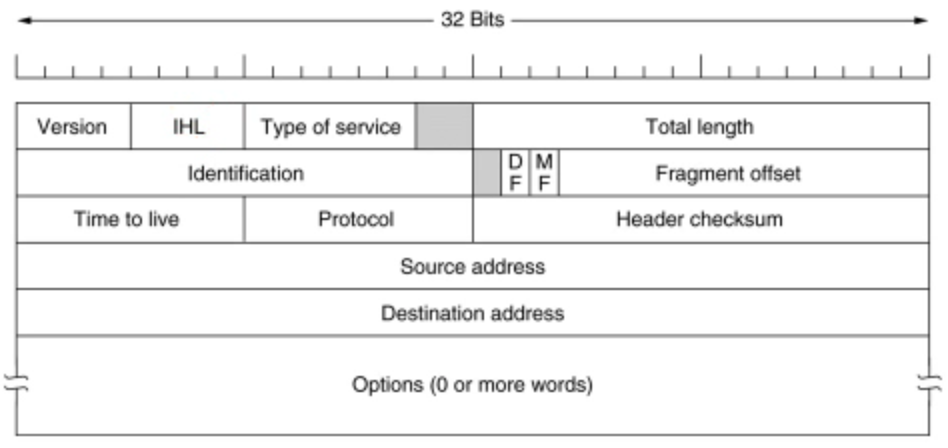 32 Bits
Version IHL Type of service Total length
Identification D F M F Fragment offset
Time to live Protocol Header checksum
Source address
Destination address
Options (0 or more words)